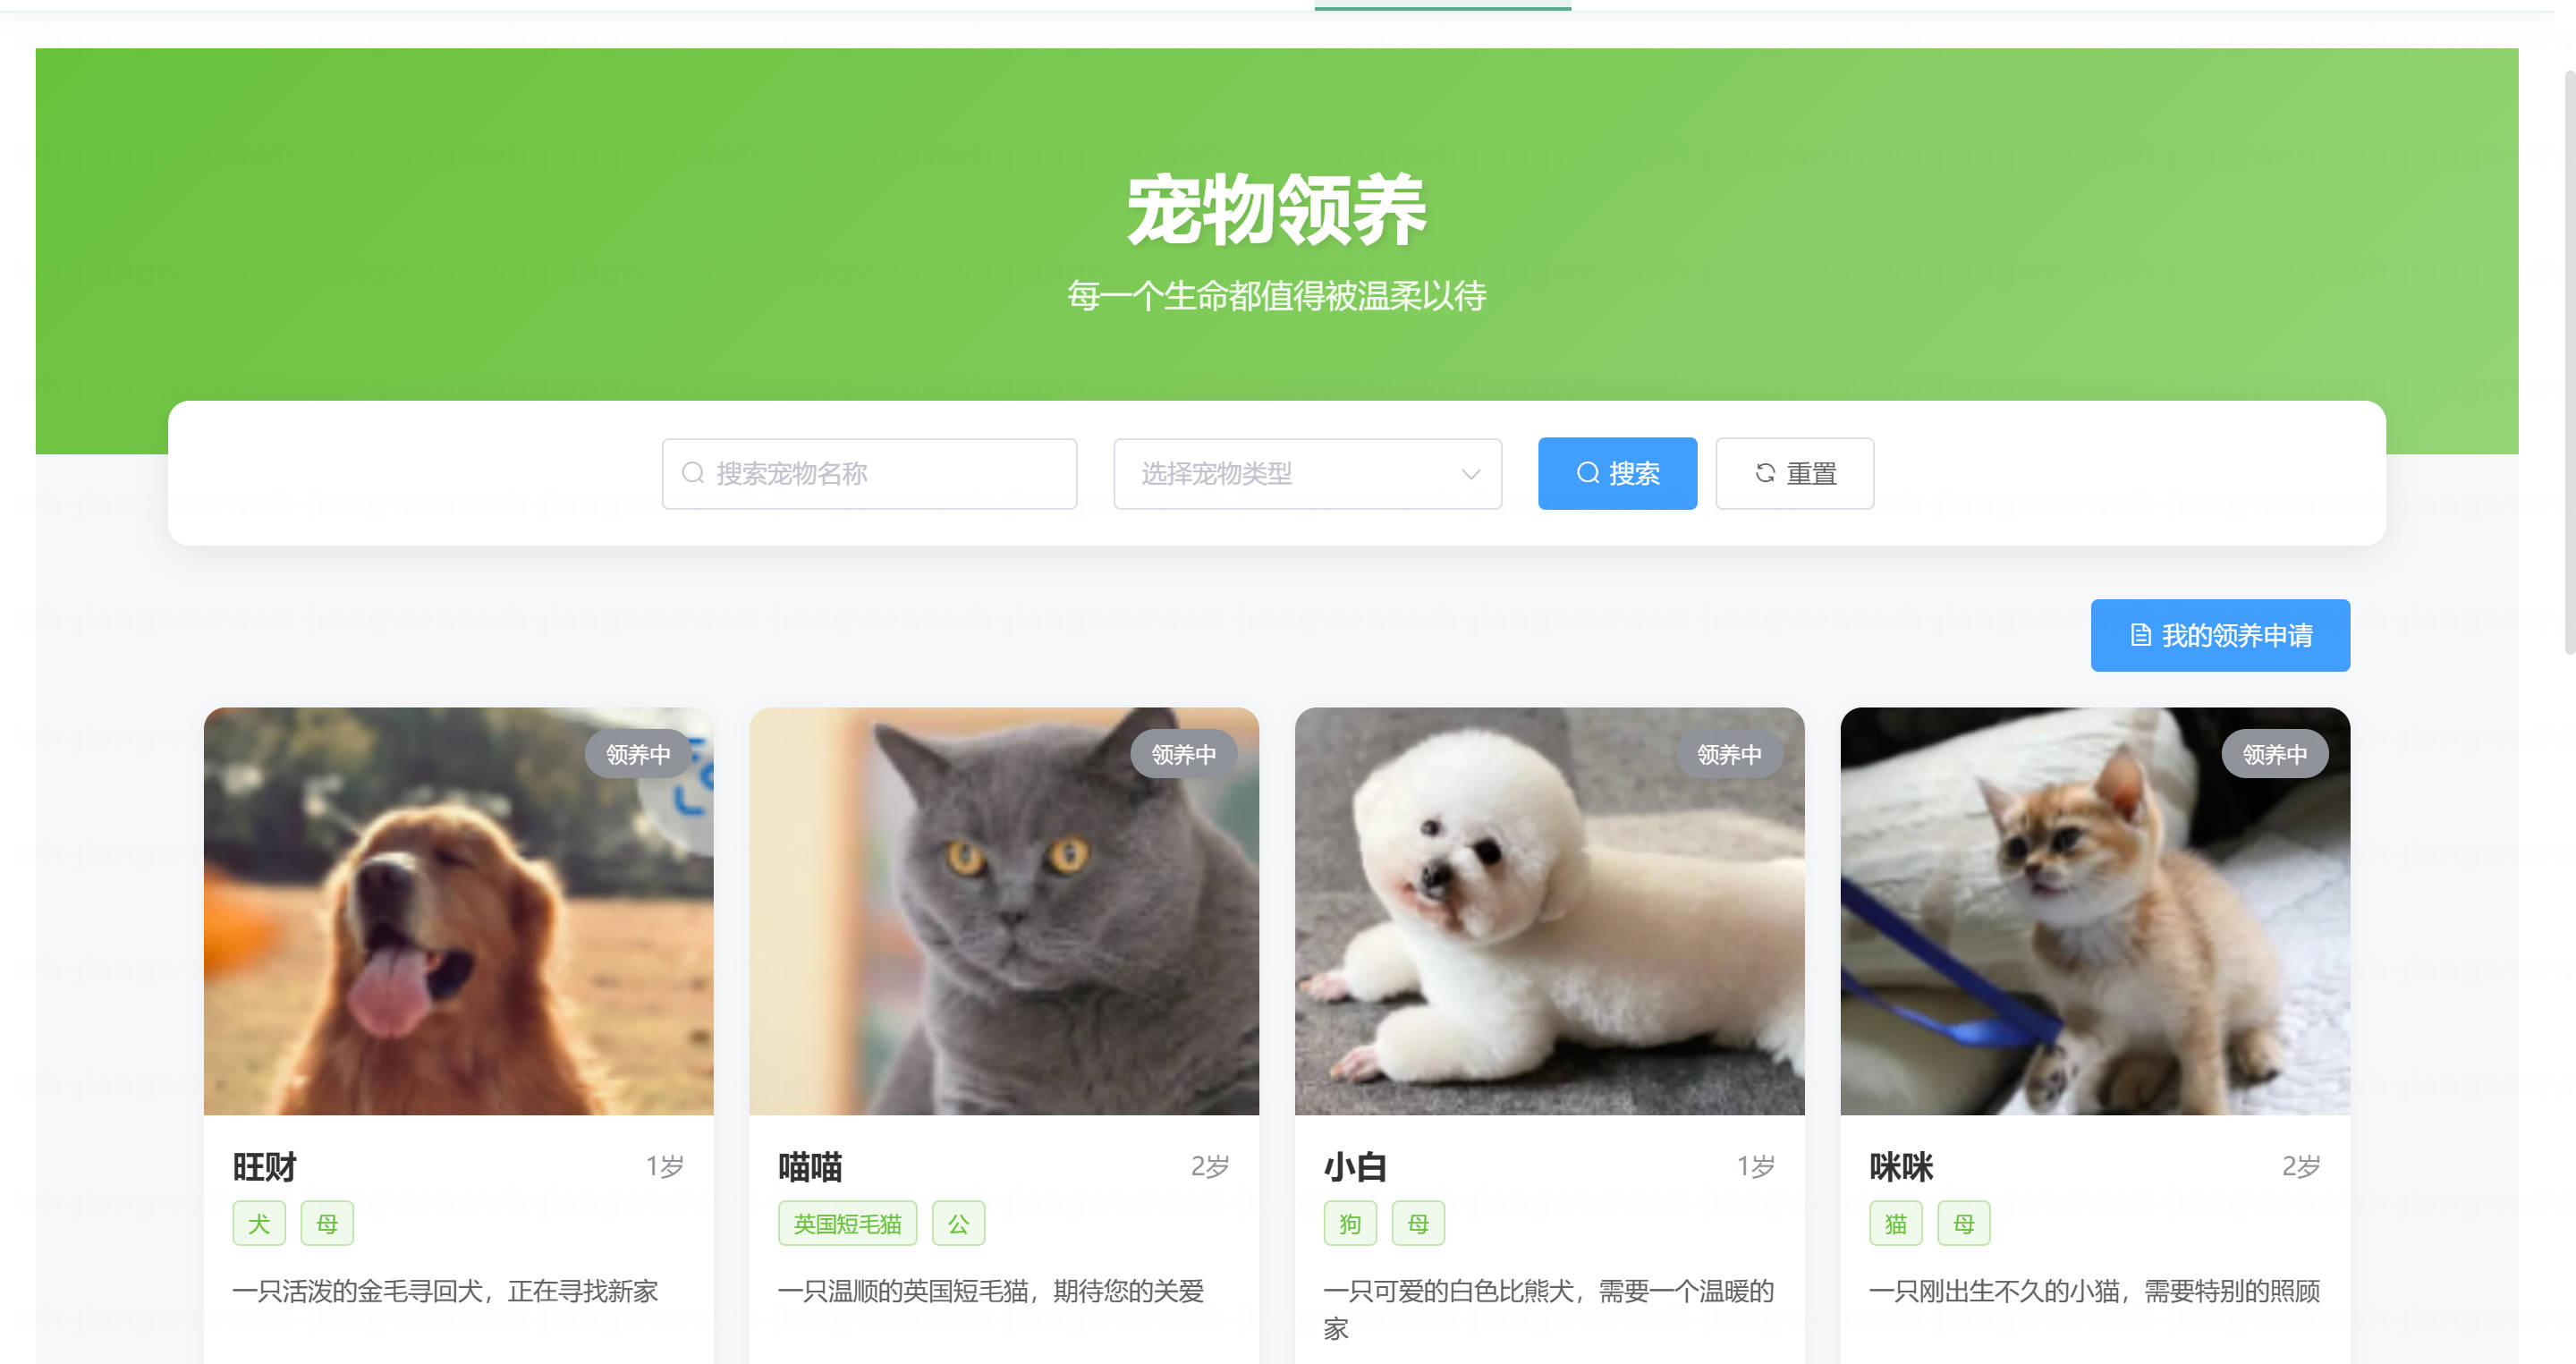 宠物领养
每一个生命都值得被温柔以待
搜索宠物名称
选择宠物类型
搜索
重置
我的领养申请
领养中
领养中
领养中
领养中
旺财
1岁
犬
母
一只活泼的金毛寻回犬，正在寻找新家
喵喵
2岁
英国短毛猫
公
一只温顺的英国短毛猫，期待您的关爱
小白
1岁
狗
母
一只可爱的白色比熊犬，需要一个温暖的
家
咪咪
2岁
猫
母
一只刚出生不久的小猫，需要特别的照顾